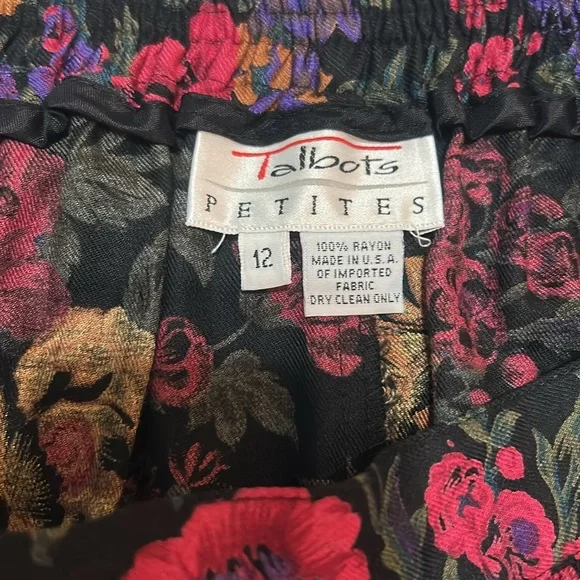 Talbots
PETITES
12
100% RAYON
MADE IN U.S.A.
OF IMPORTED
FABRIC
DRY CLEAN ONLY